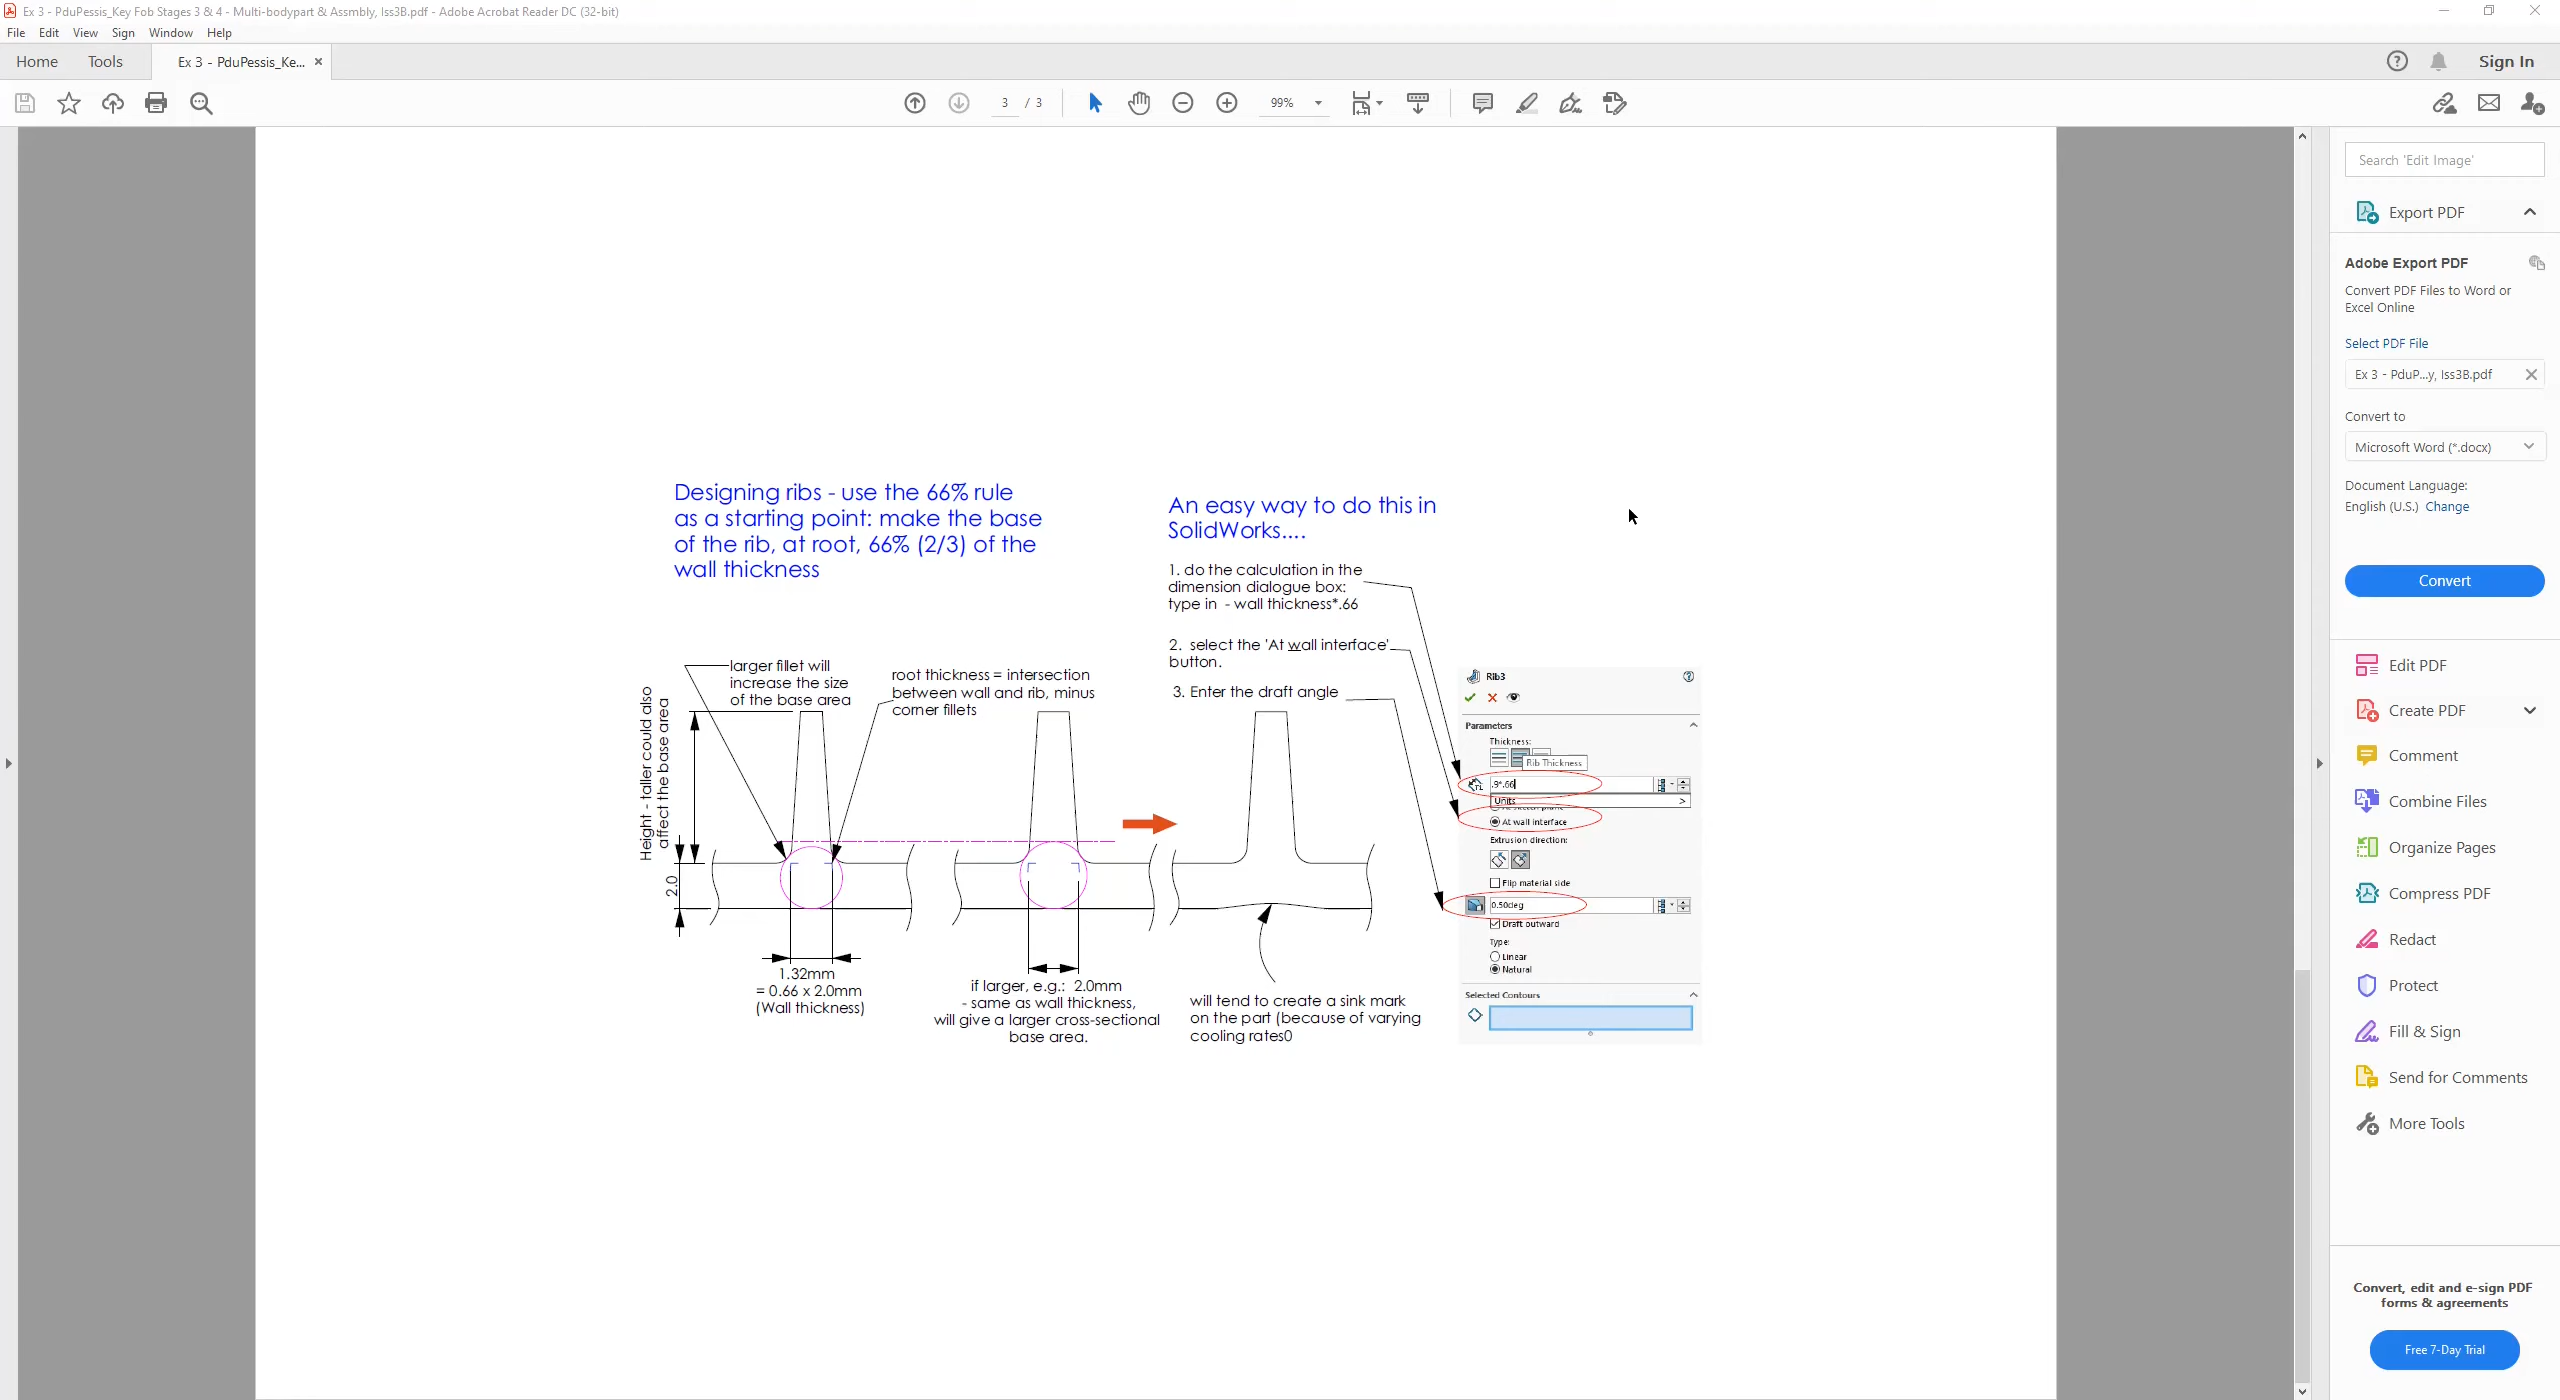 Ex 3 - PduPessis_Key Fob Stages 3 & 4 - Multi-bodypart & Assmbly, Iss3B.pdf - Adobe Acrobat Reader DC (32-bit)
File Edit View Sign Window Help
Home Tools Ex 3 - PduPessis_Ke... × Sign In
3 / 3 99%
Search 'Edit Image'
Export PDF
Adobe Export PDF
Convert PDF Files to Word or
Excel Online
Select PDF File
Ex 3 - PduP...y, Iss3B.pdf
Convert to
Microsoft Word (*.docx)
Document Language:
English (U.S.) Change
Convert
Edit PDF
Create PDF
Comment
Combine Files
Organize Pages
Compress PDF
Redact
Protect
Fill & Sign
Send for Comments
More Tools
Convert, edit and e-sign PDF
forms & agreements
Free 7-Day Trial
Designing ribs - use the 66% rule
as a starting point: make the base
of the rib, at root, 66% (2/3) of the
wall thickness
larger fillet will
increase the size
of the base area
root thickness = intersection
between wall and rib, minus
corner fillets
Height - taller could also
affect the base area
2.0
1.32mm
= 0.66 x 2.0mm
(Wall thickness)
if larger, e.g.: 2.0mm
- same as wall thickness,
will give a larger cross-sectional
base area.
An easy way to do this in
SolidWorks....
1. do the calculation in the
dimension dialogue box:
type in - wall thickness*.66
2. select the 'At wall interface'
button.
3. Enter the draft angle
will tend to create a sink mark
on the part (because of varying
cooling rates0
Rib3
Parameters
Thickness:
Rib Thickness
.9*.66
Units >
At wall interface
Extrusion direction:
Flip material side
0.50deg
Draft outward
Type:
Linear
Natural
Selected Contours